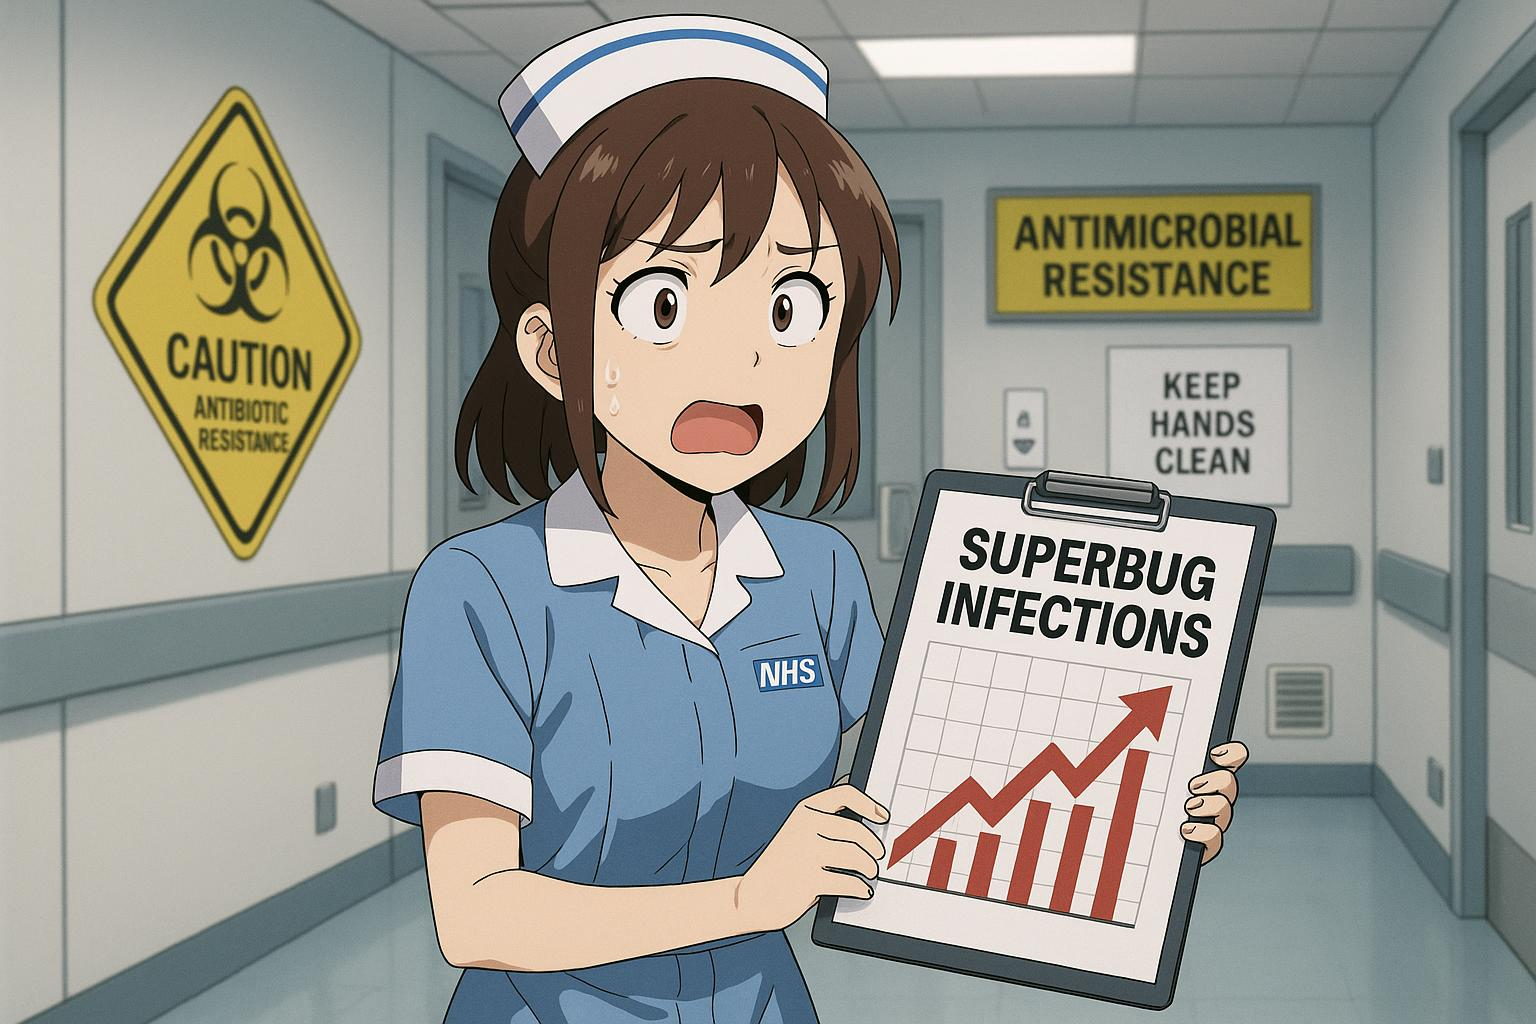 CAUTION
ANTIBIOTIC
RESISTANCE
ANTIMICROBIAL
RESISTANCE
KEEP
HANDS
CLEAN
NHS
SUPERBUG
INFECTIONS